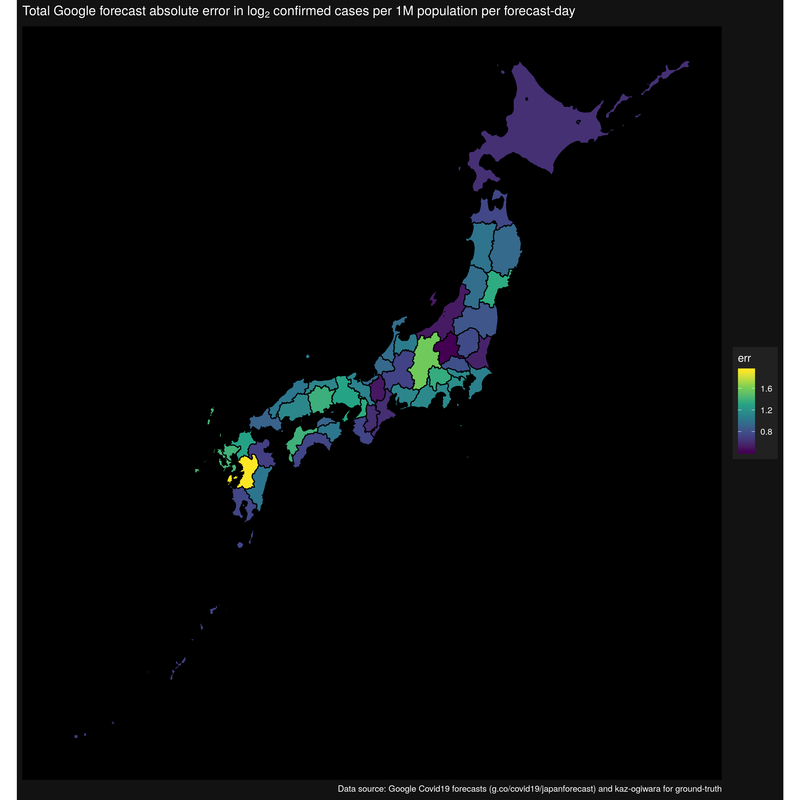 Total Google forecast absolute error in log2 confirmed cases per 1M population per forecast-day
err
1.6
1.2
0.8
Data source: Google Covid19 forecasts (g.co/covid19/japanforecast) and kaz-ogiwara for ground-truth